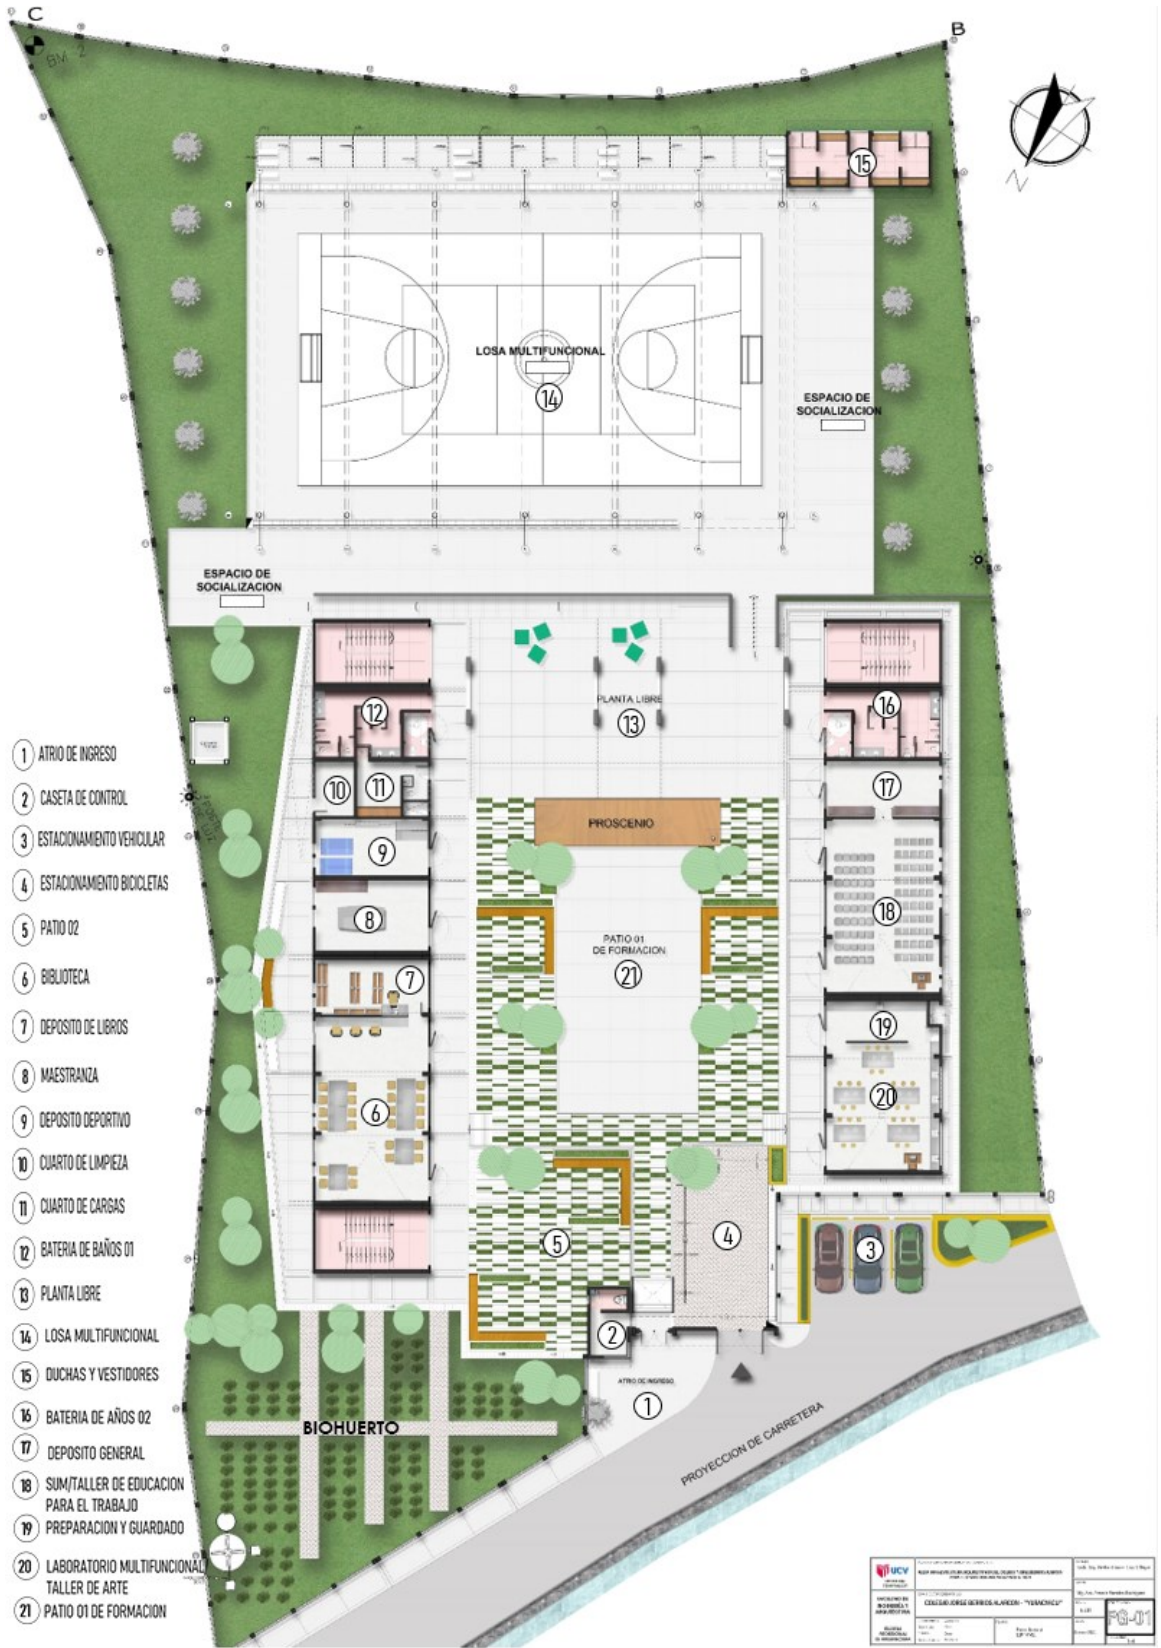 C
B
BM 2
N
15
LOSA MULTIFUNCIONAL
14
ESPACIO DE
SOCIALIZACION
ESPACIO DE
SOCIALIZACION
12
16
PLANTA LIBRE
13
10
11
17
PROSCENIO
9
8
18
PATIO 01
DE FORMACION
21
7
19
6
20
5
4
3
2
ATRIO DE INGRESO
1
BIOHUERTO
PROYECCION DE CARRETERA
1 ATRIO DE INGRESO
2 CASETA DE CONTROL
3 ESTACIONAMIENTO VEHICULAR
4 ESTACIONAMIENTO BICICLETAS
5 PATIO 02
6 BIBLIOTECA
7 DEPOSITO DE LIBROS
8 MAESTRANZA
9 DEPOSITO DEPORTIVO
10 CUARTO DE LIMPIEZA
11 CUARTO DE CARGAS
12 BATERIA DE BAÑOS 01
13 PLANTA LIBRE
14 LOSA MULTIFUNCIONAL
15 DUCHAS Y VESTIDORES
16 BATERIA DE AÑOS 02
17 DEPOSITO GENERAL
18 SUM/TALLER DE EDUCACION
PARA EL TRABAJO
19 PREPARACION Y GUARDADO
20 LABORATORIO MULTIFUNCIONAL
TALLER DE ARTE
21 PATIO 01 DE FORMACION
UCV
COLEGIO JORGE BERRIOS ALARCON - "YURACYACU"
PG-01